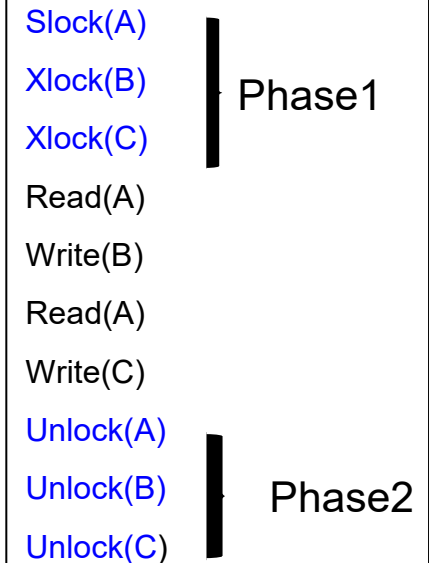 Slock(A)
Xlock(B)
Phase1
Xlock(C)
Read(A)
Write(B)
Read(A)
Write(C)
Unlock(A)
Unlock(B)
Phase2
Unlock(C)